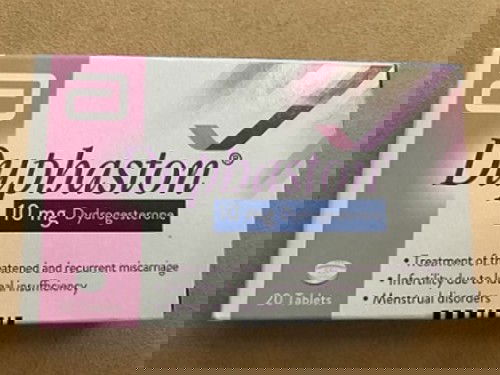 Duphaston®
10 mg Dydrogesterone
• Treatment of threatened and recurrent miscarriage
• Infertility due to luteal insufficiency
• Menstrual disorders
20 Tablets